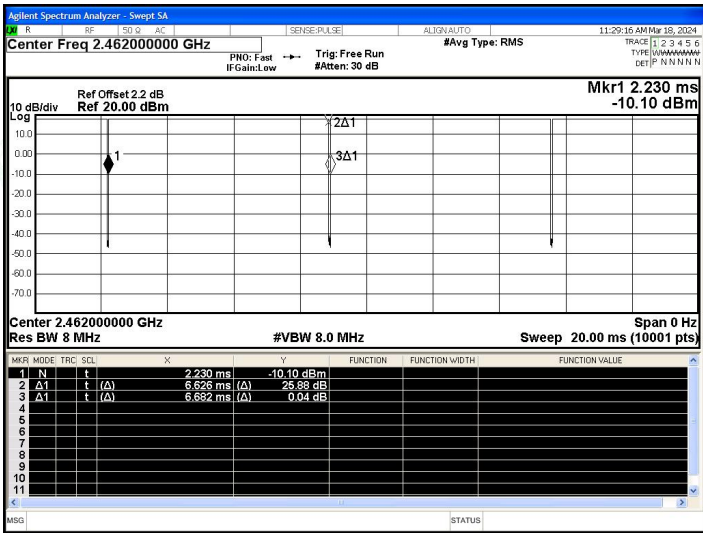 Agilent Spectrum Analyzer - Swept SA
LXI R RF 50 Ω AC SENSE:PULSE ALIGN AUTO 11:29:16 AM Mar 18, 2024
Center Freq 2.462000000 GHz #Avg Type: RMS TRACE 1 2 3 4 5 6
PNO: Fast Trig: Free Run TYPE W
IFGain:Low #Atten: 30 dB DET P N N N N N
Mkr1 2.230 ms
Ref Offset 2.2 dB
10 dB/div Ref 20.00 dBm -10.10 dBm
Log
2Δ1
10.0
0.00
1 3Δ1
-10.0
-20.0
-30.0
-40.0
-50.0
-60.0
-70.0
Center 2.462000000 GHz Span 0 Hz
Res BW 8 MHz #VBW 8.0 MHz Sweep 20.00 ms (10001 pts)
MKR MODE TRC SCL X Y FUNCTION FUNCTION WIDTH FUNCTION VALUE
1 N t 2.230 ms -10.10 dBm
2 Δ1 t (Δ) 6.626 ms (Δ) 25.88 dB
3 Δ1 t (Δ) 6.682 ms (Δ) 0.04 dB
4
5
6
7
8
9
10
11
MSG STATUS